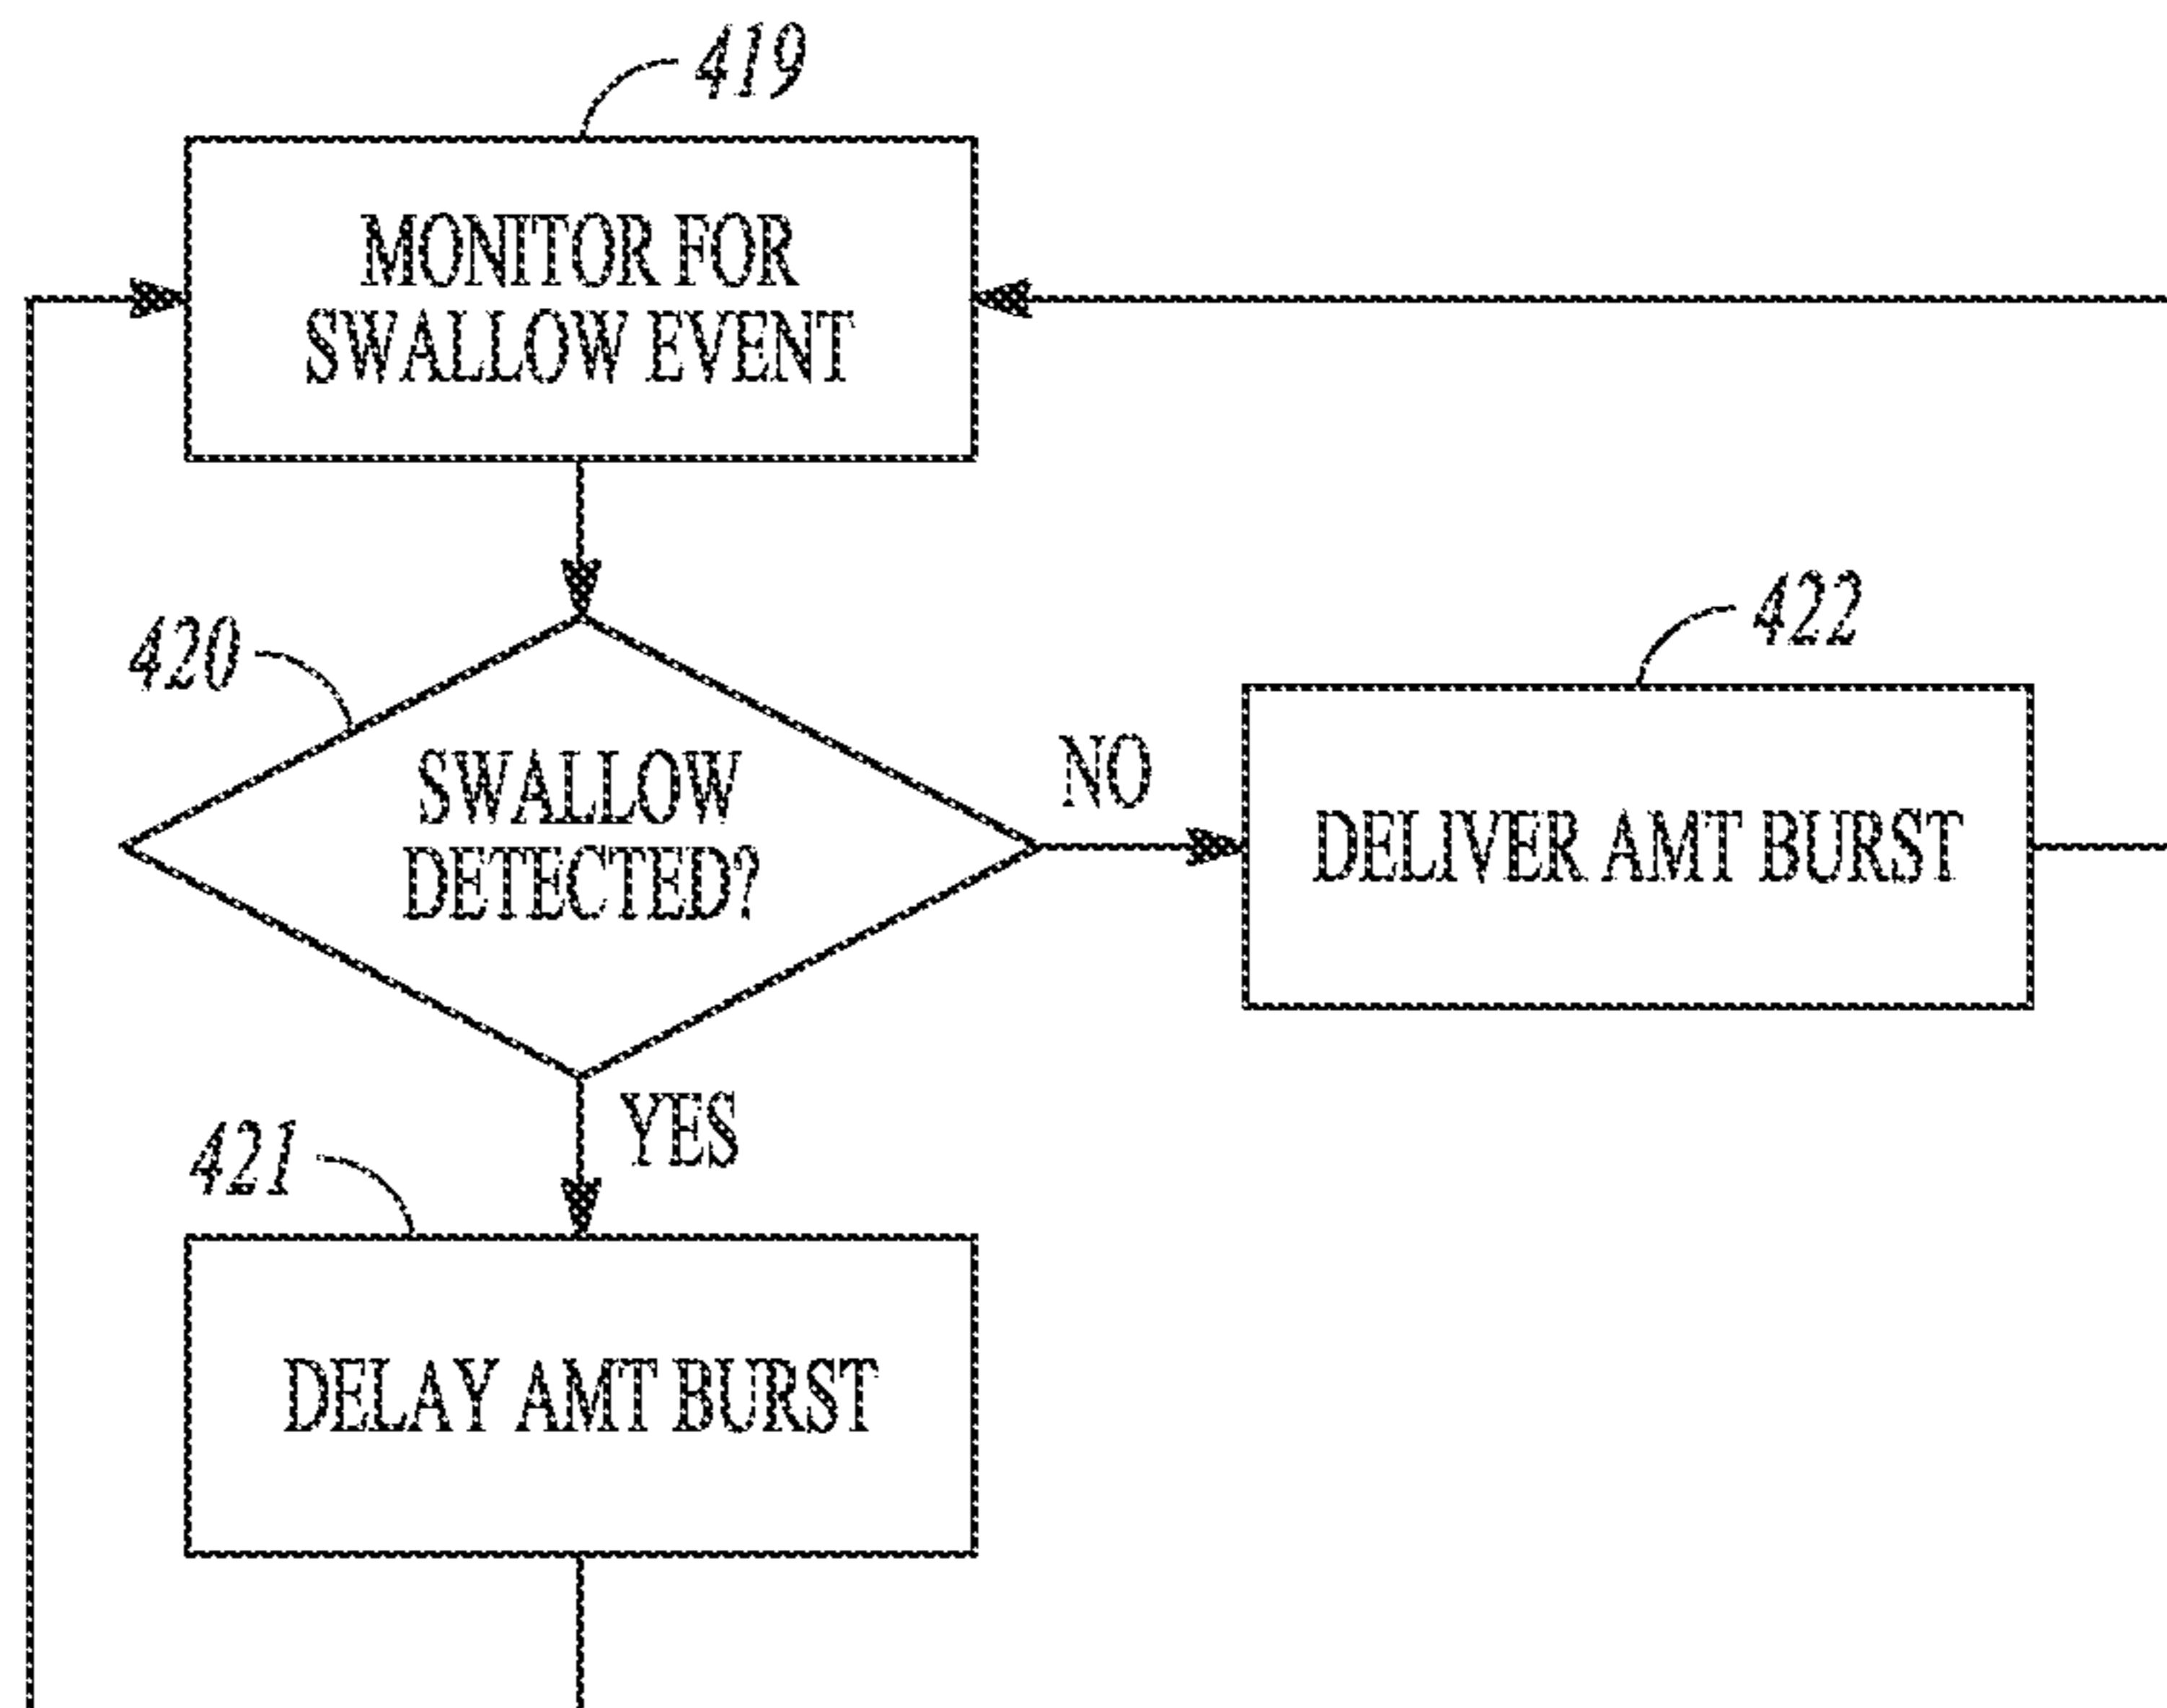 419
MONITOR FOR
SWALLOW EVENT
420
SWALLOW
DETECTED?
NO
422
DELIVER AMT BURST
YES
421
DELAY AMT BURST